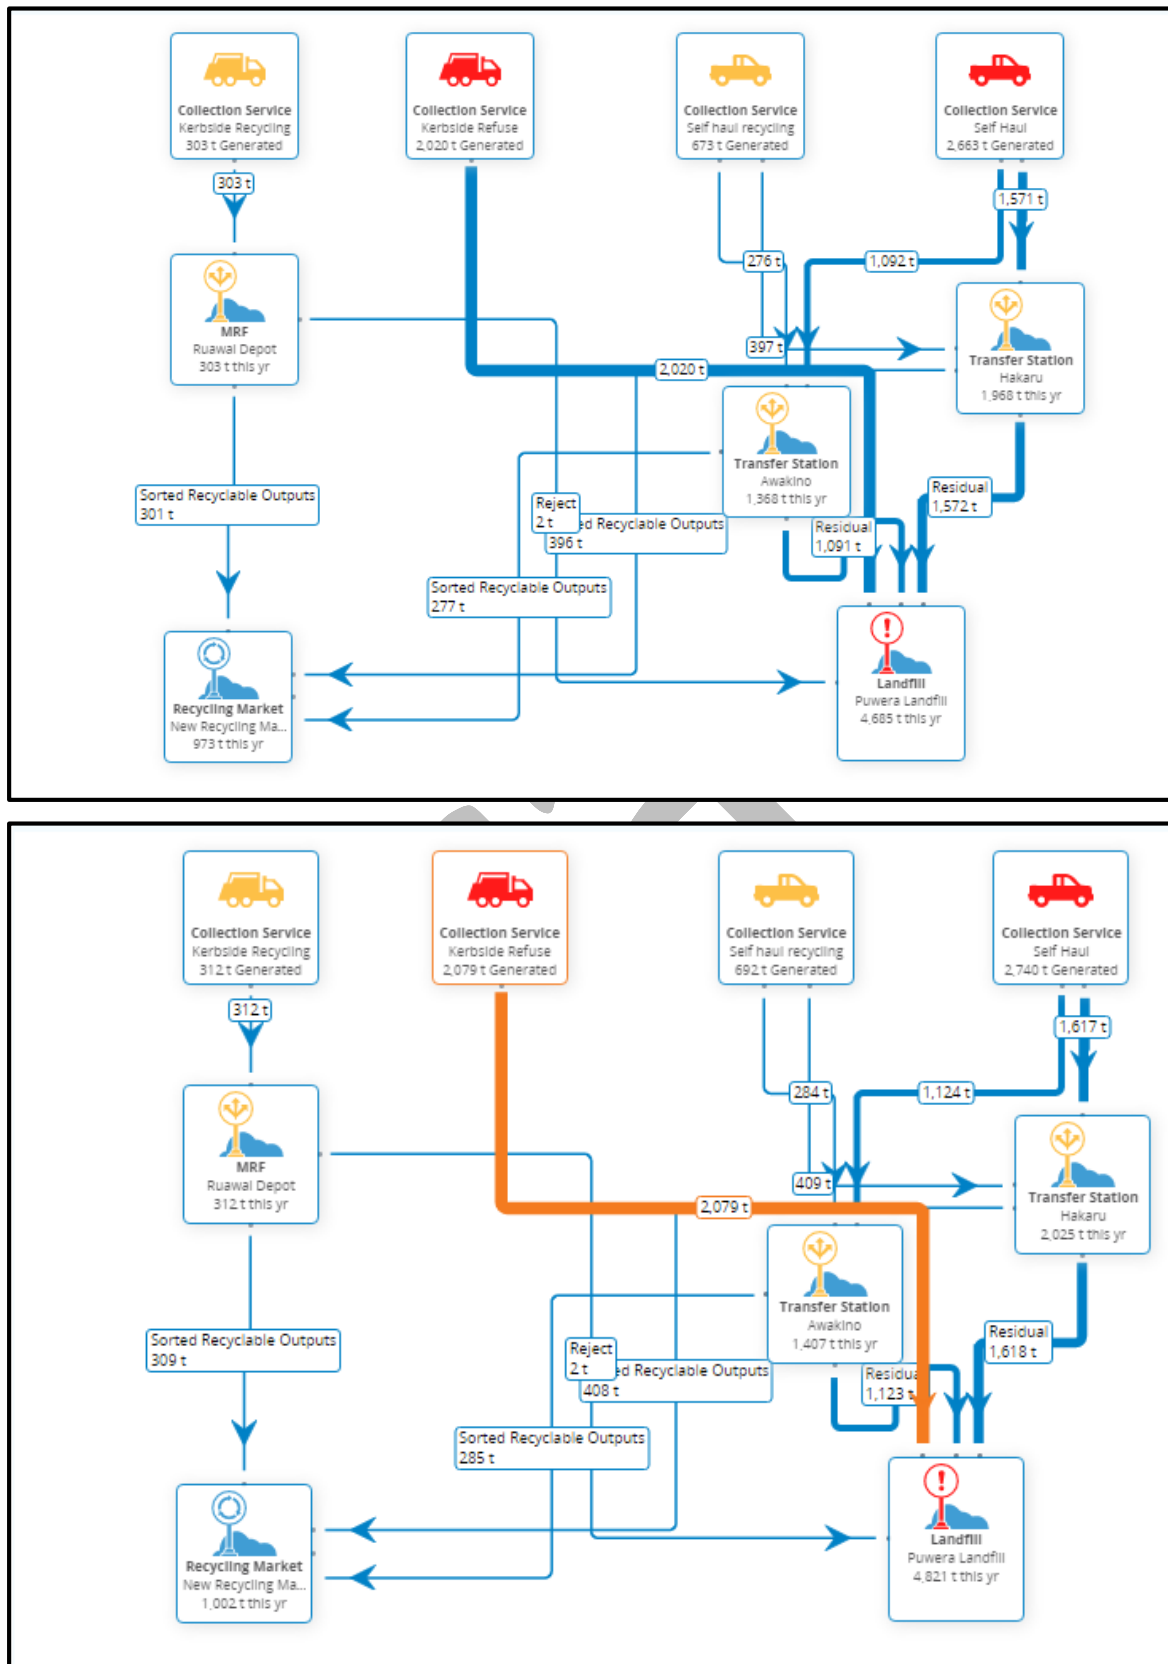 Collection Service
Kerbside Recycling
303 t Generated
Collection Service
Kerbside Refuse
2,020 t Generated
Collection Service
Self haul recycling
673 t Generated
Collection Service
Self Haul
2,663 t Generated
303 t
1,571 t
276 t
1,092 t
MRF
Ruawai Depot
303 t this yr
397 t
Transfer Station
Hakaru
1,968 t this yr
2,020 t
Transfer Station
Awakino
1,368 t this yr
Sorted Recyclable Outputs
301 t
Reject
2 t
ed Recyclable Outputs
396 t
Residual
1,091 t
Residual
1,572 t
Sorted Recyclable Outputs
277 t
Recycling Market
New Recycling Ma...
973 t this yr
Landfill
Puwera Landfill
4,685 t this yr
Collection Service
Kerbside Recycling
312 t Generated
Collection Service
Kerbside Refuse
2,079 t Generated
Collection Service
Self haul recycling
692 t Generated
Collection Service
Self Haul
2,740 t Generated
312 t
1,617 t
284 t
1,124 t
MRF
Ruawai Depot
312 t this yr
409 t
Transfer Station
Hakaru
2,025 t this yr
2,079 t
Transfer Station
Awakino
1,407 t this yr
Sorted Recyclable Outputs
309 t
Reject
2 t
ed Recyclable Outputs
408 t
Residua
1,123 t
Residual
1,618 t
Sorted Recyclable Outputs
285 t
Recycling Market
New Recycling Ma...
1,002 t this yr
Landfill
Puwera Landfill
4,821 t this yr